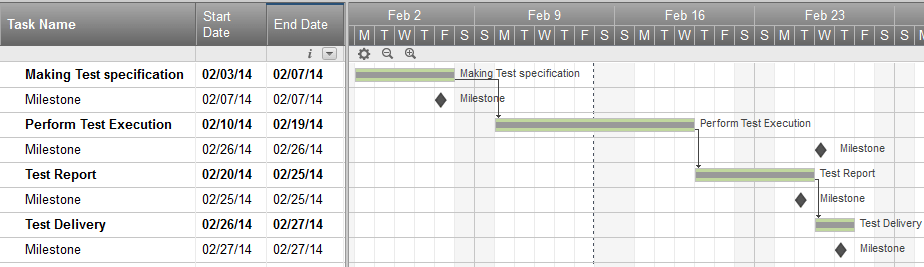 Task Name Start Date End Date Feb 2 Feb 9 Feb 16 Feb 23
M T W T F S S M T W T F S S M T W T F S S M T W T F S S M
i
Making Test specification 02/03/14 02/07/14 Making Test specification
Milestone 02/07/14 02/07/14 Milestone
Perform Test Execution 02/10/14 02/19/14 Perform Test Execution
Milestone 02/26/14 02/26/14 Milestone
Test Report 02/20/14 02/25/14 Test Report
Milestone 02/25/14 02/25/14 Milestone
Test Delivery 02/26/14 02/27/14 Test Delivery
Milestone 02/27/14 02/27/14 Milestone